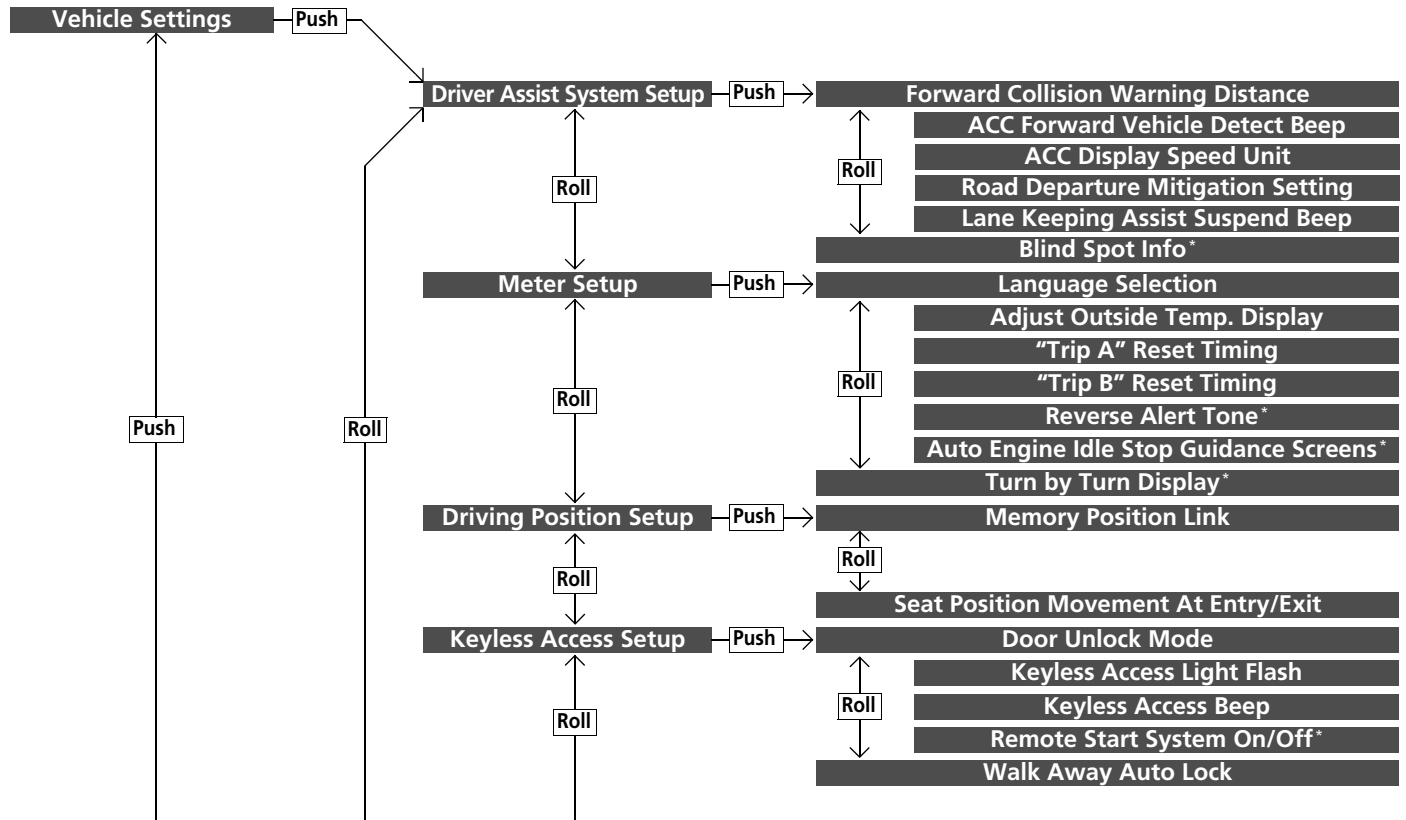 Vehicle Settings
Push
Driver Assist System Setup
Push
Forward Collision Warning Distance
ACC Forward Vehicle Detect Beep
ACC Display Speed Unit
Roll
Roll
Road Departure Mitigation Setting
Lane Keeping Assist Suspend Beep
Blind Spot Info*
Meter Setup
Push
Language Selection
Adjust Outside Temp. Display
“Trip A” Reset Timing
Roll
Roll
“Trip B” Reset Timing
Push
Roll
Reverse Alert Tone*
Auto Engine Idle Stop Guidance Screens*
Turn by Turn Display*
Driving Position Setup
Push
Memory Position Link
Roll
Roll
Seat Position Movement At Entry/Exit
Keyless Access Setup
Push
Door Unlock Mode
Keyless Access Light Flash
Roll
Roll
Keyless Access Beep
Remote Start System On/Off*
Walk Away Auto Lock